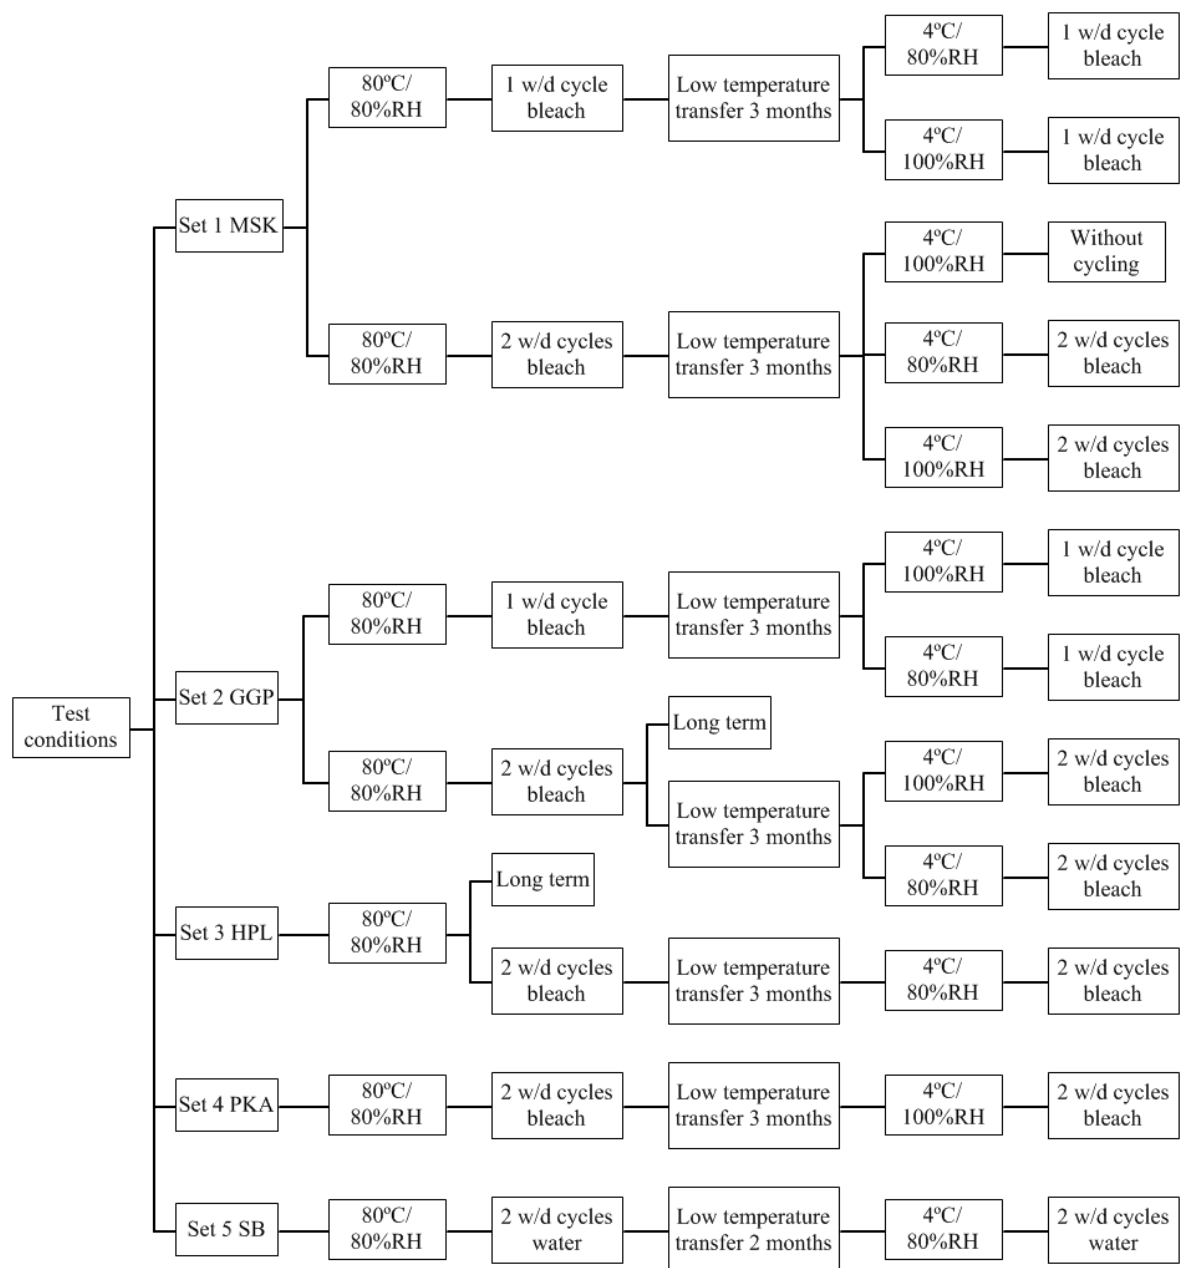 Test
conditions
Set 1 MSK
80ºC/
80%RH
1 w/d cycle
bleach
Low temperature
transfer 3 months
4ºC/
80%RH
1 w/d cycle
bleach
4ºC/
100%RH
1 w/d cycle
bleach
80ºC/
80%RH
2 w/d cycles
bleach
Low temperature
transfer 3 months
4ºC/
100%RH
Without
cycling
4ºC/
80%RH
2 w/d cycles
bleach
4ºC/
100%RH
2 w/d cycles
bleach
Set 2 GGP
80ºC/
80%RH
1 w/d cycle
bleach
Low temperature
transfer 3 months
4ºC/
100%RH
1 w/d cycle
bleach
4ºC/
80%RH
1 w/d cycle
bleach
80ºC/
80%RH
2 w/d cycles
bleach
Long term
Low temperature
transfer 3 months
4ºC/
100%RH
2 w/d cycles
bleach
4ºC/
80%RH
2 w/d cycles
bleach
Set 3 HPL
80ºC/
80%RH
Long term
2 w/d cycles
bleach
Low temperature
transfer 3 months
4ºC/
80%RH
2 w/d cycles
bleach
Set 4 PKA
80ºC/
80%RH
2 w/d cycles
bleach
Low temperature
transfer 3 months
4ºC/
100%RH
2 w/d cycles
bleach
Set 5 SB
80ºC/
80%RH
2 w/d cycles
water
Low temperature
transfer 2 months
4ºC/
80%RH
2 w/d cycles
water